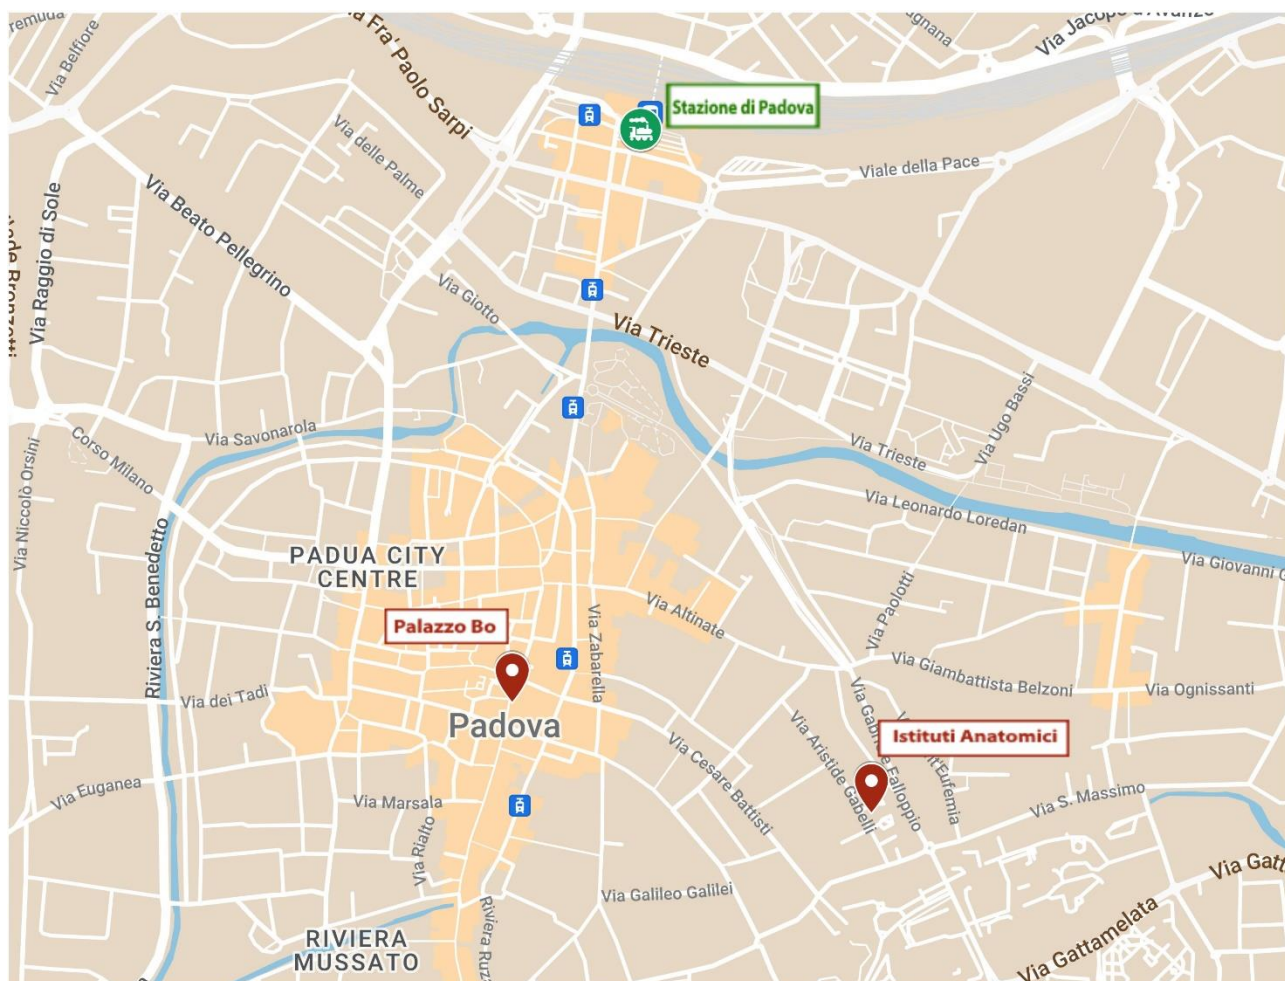 Via Jacopo d'Avanzo
Via Belfiore
Fra' Paolo Sarpi
Stazione di Padova
Via delle Palme
Viale della Pace
Via Raggio di Sole
Via Beato Pellegrino
Via Giotto
Via Trieste
Via Ugo Bassi
Via Savonarola
Corso Milano
Via Trieste
Via Niccolò Orsini
Via Leonardo Loredan
Riviera S. Benedetto
PADUA CITY
CENTRE
Via Giovanni
Via Altinate
Via Paolotti
Via Zabarella
Palazzo Bo
Via Giambattista Belzoni
Via Ognissanti
Via dei Tadi
Padova
Via Cesare Battisti
Via Aristide Gabelli
Falloppio
Istituti Anatomici
Via Euganea
Via Marsala
Via S. Massimo
Via Rialto
Via Galileo Galilei
Riviera
Via Gattamelata
RIVIERA
MUSSATO